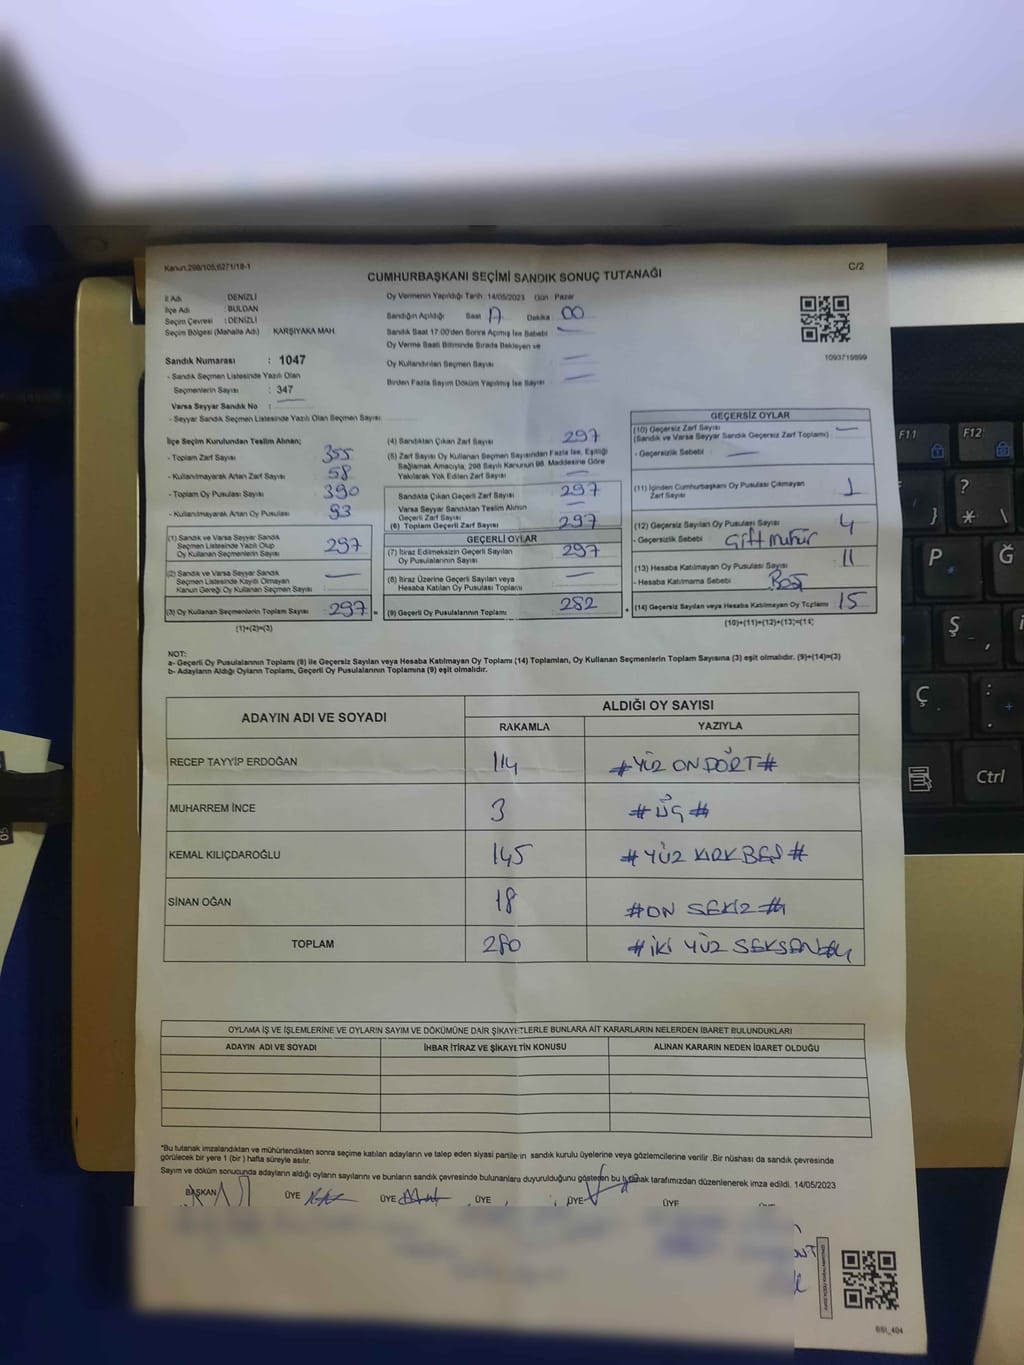 Kanun:298/105,6271/18-1
CUMHURBAŞKANI SEÇİMİ SANDIK SONUÇ TUTANAĞI
C/2
İl Adı : DENİZLİ
İlçe Adı : BULDAN
Seçim Çevresi : DENİZLİ
Seçim Bölgesi (Mahalle Adı) KARŞIYAKA MAH.
Oy Vermenin Yapıldığı Tarih :14/05/2023 Gün : Pazar
Sandığın Açıldığı Saat 17 Dakika 00
Sandık Saat 17:00'den Sonra Açılmış İse Sebebi
Oy Verme Saati Bitiminde Sırada Bekleyen ve
Oy Kullandırılan Seçmen Sayısı
Birden Fazla Sayım Döküm Yapılmış İse Sayısı
1093719899
Sandık Numarası : 1047
- Sandık Seçmen Listesinde Yazılı Olan
Seçmenlerin Sayısı : 347
Varsa Seyyar Sandık No :
- Seyyar Sandık Seçmen Listesinde Yazılı Olan Seçmen Sayısı
İlçe Seçim Kurulundan Teslim Alınan;
- Toplam Zarf Sayısı 355
- Kullanılmayarak Artan Zarf Sayısı 58
- Toplam Oy Pusulası Sayısı 390
- Kullanılmayarak Artan Oy Pusulası 93
(1) Sandık ve Varsa Seyyar Sandık
Seçmen Listesinde Yazılı Olup
Oy Kullanan Seçmenlerin Sayısı 297
(2) Sandık ve Varsa Seyyar Sandık
Seçmen Listesinde Kayıtlı Olmayan
Kanun Gereği Oy Kullanan Seçmen Sayısı :
(3) Oy Kullanan Seçmenlerin Toplam Sayısı : 297 =
(1)+(2)=(3)
(4) Sandıktan Çıkan Zarf Sayısı 297
(5) Zarf Sayısı Oy Kullanan Seçmen Sayısından Fazla İse, Eşitliği
Sağlamak Amacıyla, 298 Sayılı Kanunun 98. Maddesine Göre
Yakılarak Yok Edilen Zarf Sayısı
Sandıkta Çıkan Geçerli Zarf Sayısı 297
Varsa Seyyar Sandıktan Teslim Alınan
Geçerli Zarf Sayısı
(6) Toplam Geçerli Zarf Sayısı 297
GEÇERLİ OYLAR
(7) İtiraz Edilmeksizin Geçerli Sayılan
Oy Pusulalarının Sayısı 297
(8) İtiraz Üzerine Geçerli Sayılan veya
Hesaba Katılan Oy Pusulası Toplamı
(9) Geçerli Oy Pusulalarının Toplamı 282 +
GEÇERSİZ OYLAR
(10) Geçersiz Zarf Sayısı
(Sandık ve Varsa Seyyar Sandık Geçersiz Zarf Toplamı)
- Geçersizlik Sebebi :
(11) İçinden Cumhurbaşkanı Oy Pusulası Çıkmayan
Zarf Sayısı 1
(12) Geçersiz Sayılan Oy Pusulası Sayısı 4
- Geçersizlik Sebebi : Çift mühür
(13) Hesaba Katılmayan Oy Pusulası Sayısı 11
- Hesaba Katılmama Sebebi Boş
(14) Geçersiz Sayılan veya Hesaba Katılmayan Oy Toplamı 15
(10)+(11)+(12)+(13)=(14)
NOT:
a- Geçerli Oy Pusulalarının Toplamı (9) ile Geçersiz Sayılan veya Hesaba Katılmayan Oy Toplamı (14) Toplamları, Oy Kullanan Seçmenlerin Toplam Sayısına (3) eşit olmalıdır. (9)+(14)=(3)
b- Adayların Aldığı Oyların Toplamı, Geçerli Oy Pusulalarının Toplamına (9) eşit olmalıdır.
ADAYIN ADI VE SOYADI
ALDIĞI OY SAYISI
RAKAMLA YAZIYLA
RECEP TAYYİP ERDOĞAN 114 #YÜZ ON DÖRT#
MUHARREM İNCE 3 #ÜÇ#
KEMAL KILIÇDAROĞLU 145 #YÜZ KIRK BEŞ#
SİNAN OĞAN 18 #ON SEKİZ#
TOPLAM 280 #İKİ YÜZ SEKSEN#
OYLAMA İŞ VE İŞLEMLERİNE VE OYLARIN SAYIM VE DÖKÜMÜNE DAİR ŞİKAYETLERLE BUNLARA AİT KARARLARIN NELERDEN İBARET BULUNDUKLARI
ADAYIN ADI VE SOYADI İHBAR İTİRAZ VE ŞİKAYETİN KONUSU ALINAN KARARIN NEDEN İBARET OLDUĞU
*Bu tutanak imzalandıktan ve mühürlendikten sonra seçime katılan adayların ve talep eden siyasi partilerin sandık kurulu üyelerine veya gözlemcilerine verilir .Bir nüshası da sandık çevresinde
görülecek bir yere 1 (bir ) hafta süreyle asılır.
Sayım ve döküm sonucunda adayların aldığı oyların sayılarını ve bunların sandık çevresinde bulunanlara duyurulduğunu gösteren bu tutanak tarafımızdan düzenlenerek imza edildi. 14/05/2023
BAŞKAN ÜYE ÜYE ÜYE ÜYE ÜYE
F11 F12
?
} * \
P Ğ
Ş
Ç
Ctrl